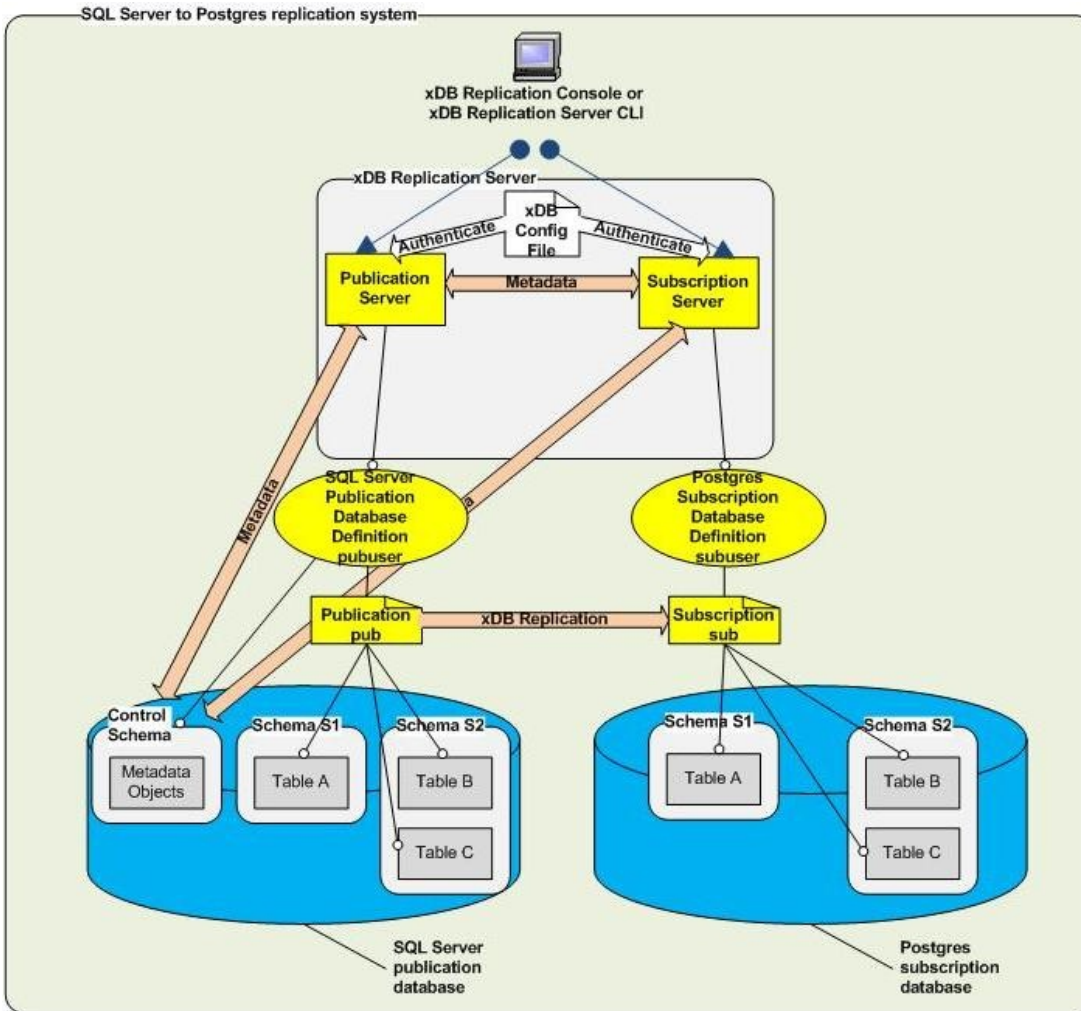 SQL Server to Postgres replication system
xDB Replication Console or
xDB Replication Server CLI
xDB Replication Server
xDB
Config
File
Authenticate
Authenticate
Publication
Server
Metadata
Subscription
Server
Metadata
SQL Server
Publication
Database
Definition
pubuser
Postgres
Subscription
Database
Definition
subuser
Publication
pub
xDB Replication
Subscription
sub
Control
Schema
Metadata
Objects
Schema S1
Table A
Schema S2
Table B
Table C
Schema S1
Table A
Schema S2
Table B
Table C
SQL Server
publication
database
Postgres
subscription
database